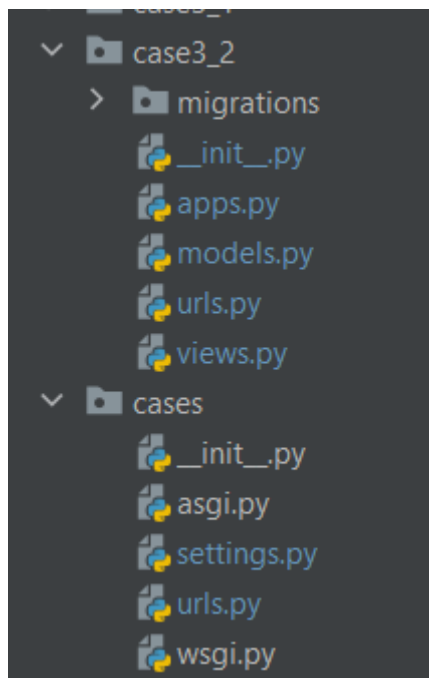 case3_2
migrations
__init__.py
apps.py
models.py
urls.py
views.py
cases
__init__.py
asgi.py
settings.py
urls.py
wsgi.py